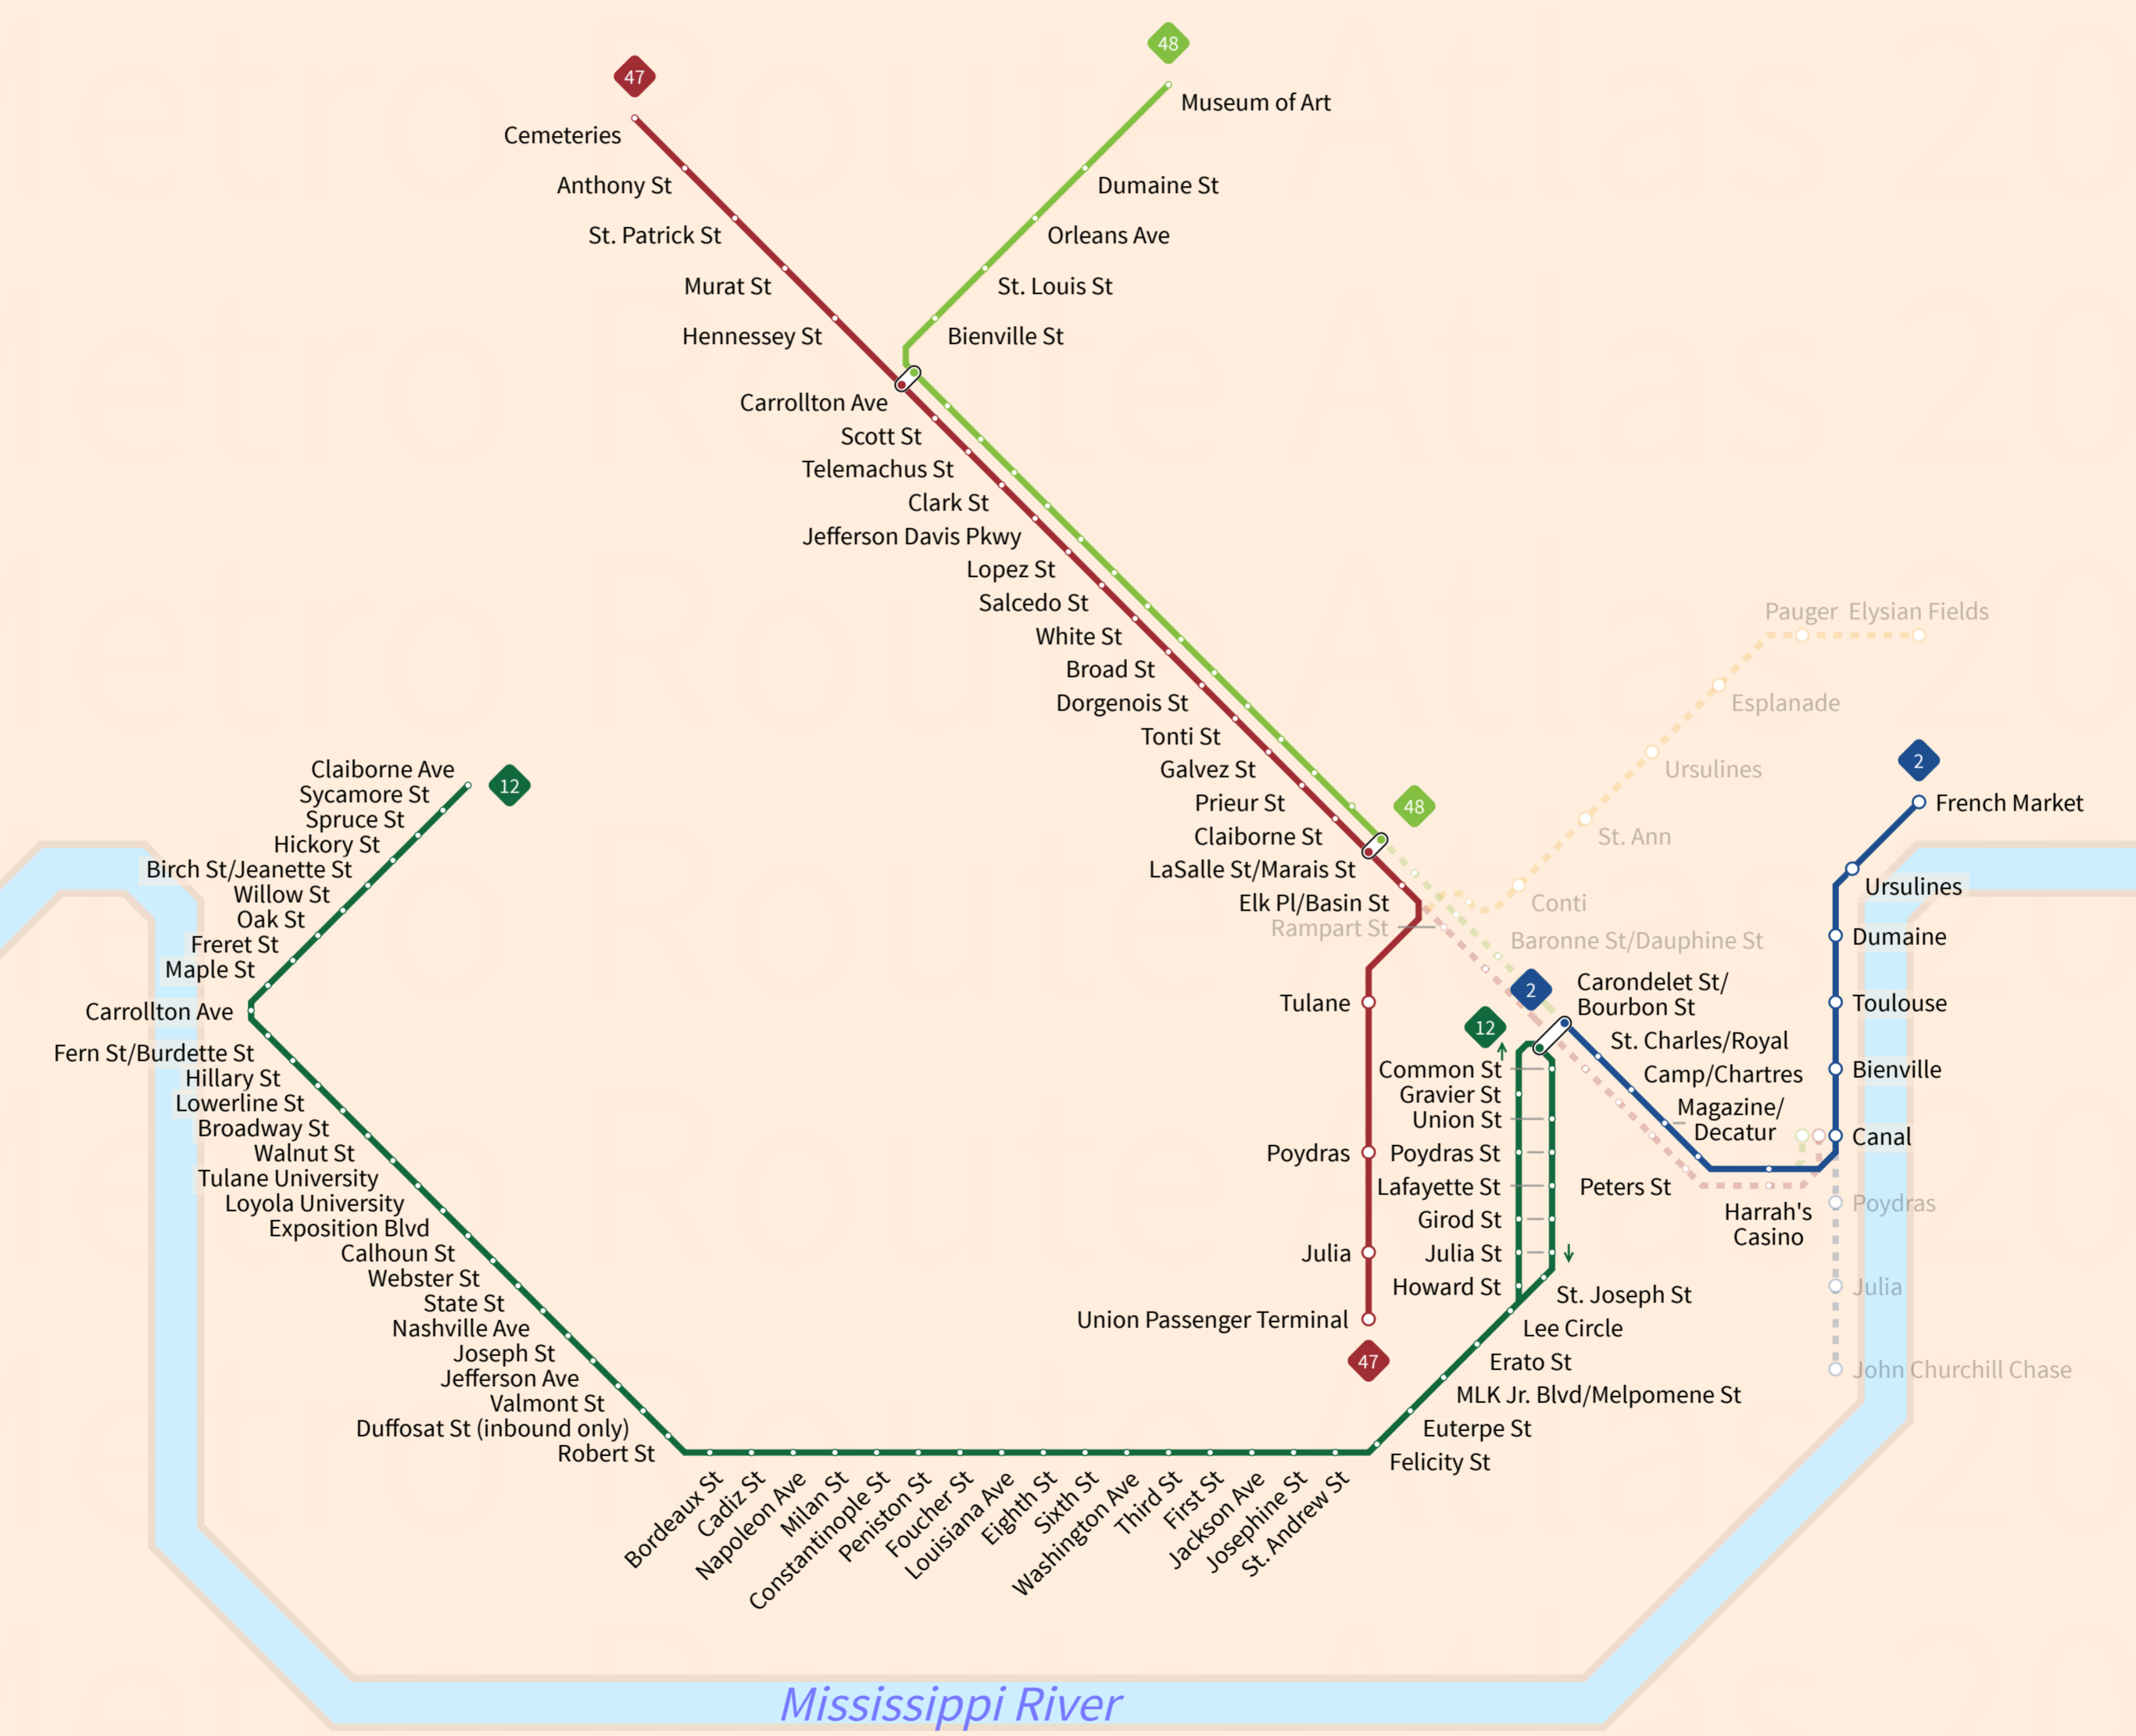 47
48
Museum of Art
Cemeteries
Anthony St
Dumaine St
St. Patrick St
Orleans Ave
Murat St
St. Louis St
Hennessey St
Bienville St
Carrollton Ave
Scott St
Telemachus St
Clark St
Jefferson Davis Pkwy
Lopez St
Salcedo St
White St
Broad St
Dorgenois St
Tonti St
Galvez St
Prieur St
Claiborne St
LaSalle St/Marais St
Elk Pl/Basin St
Rampart St
48
Pauger
Elysian Fields
Esplanade
Ursulines
St. Ann
Conti
Baronne St/Dauphine St
2
French Market
Ursulines
Dumaine
Toulouse
Bienville
Canal
Poydras
Julia
John Churchill Chase
2
Carondelet St/
Bourbon St
St. Charles/Royal
Camp/Chartres
Magazine/
Decatur
Peters St
Harrah's
Casino
Tulane
Poydras
Julia
Union Passenger Terminal
47
12
Common St
Gravier St
Union St
Poydras St
Lafayette St
Girod St
Julia St
Howard St
St. Joseph St
Lee Circle
Erato St
MLK Jr. Blvd/Melpomene St
Euterpe St
Felicity St
12
Claiborne Ave
Sycamore St
Spruce St
Hickory St
Birch St/Jeanette St
Willow St
Oak St
Freret St
Maple St
Carrollton Ave
Fern St/Burdette St
Hillary St
Lowerline St
Broadway St
Walnut St
Tulane University
Loyola University
Exposition Blvd
Calhoun St
Webster St
State St
Nashville Ave
Joseph St
Jefferson Ave
Valmont St
Duffosat St (inbound only)
Robert St
Bordeaux St
Cadiz St
Napoleon Ave
Milan St
Constantinople St
Peniston St
Foucher St
Louisiana Ave
Eighth St
Sixth St
Washington Ave
Third St
First St
Jackson Ave
Josephine St
St. Andrew St
Mississippi River